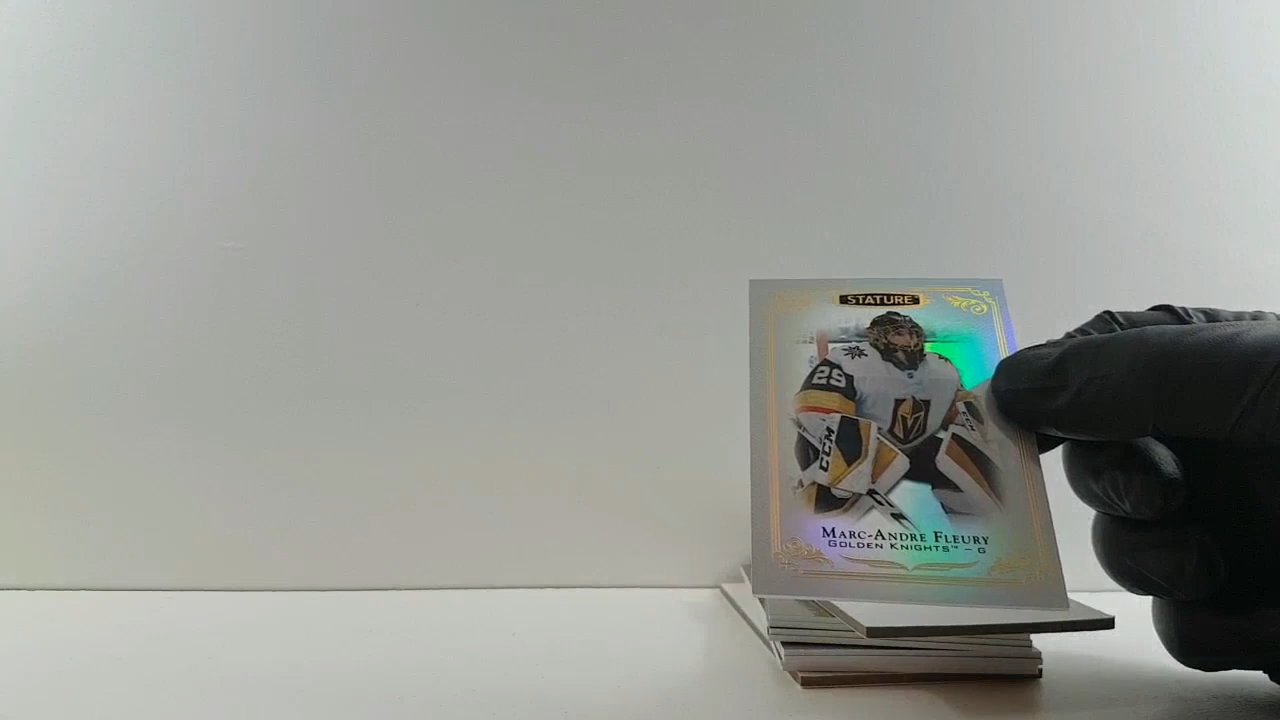 STATURE
29
CCM
MARC-ANDRE FLEURY
GOLDEN KNIGHTS™ – G